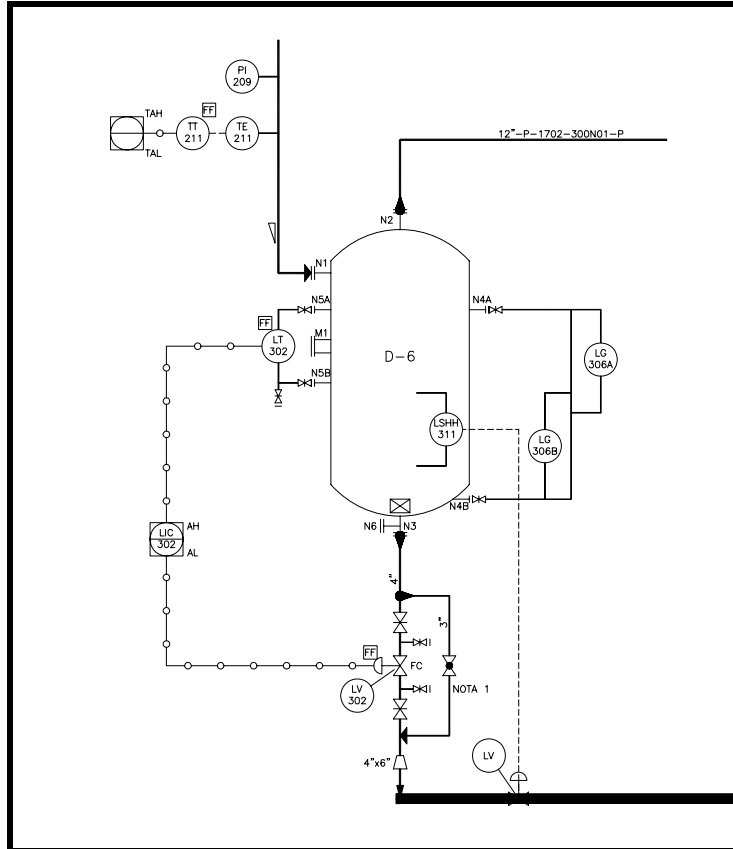 PI
209
TAH
FF
TT
211
TE
211
TAL
12"-P-1702-300N01-P
N2
N1
N5A
N4A
FF
LT
302
M1
D-6
LG
306A
N5B
LSHH
311
LG
306B
N4B
N6
N3
LIC
302
AH
AL
4"
3"
FF
FC
LV
302
NOTA 1
4"x6"
LV